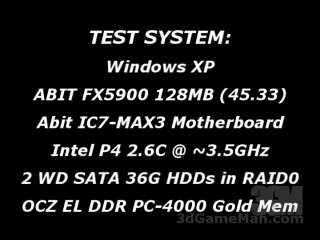 TEST SYSTEM:
Windows XP
ABIT FX5900 128MB (45.33)
Abit IC7-MAX3 Motherboard
Intel P4 2.6C @ ~3.5GHz
2 WD SATA 36G HDDs in RAID0
OCZ EL DDR PC-4000 Gold Mem
3dGameMan.com